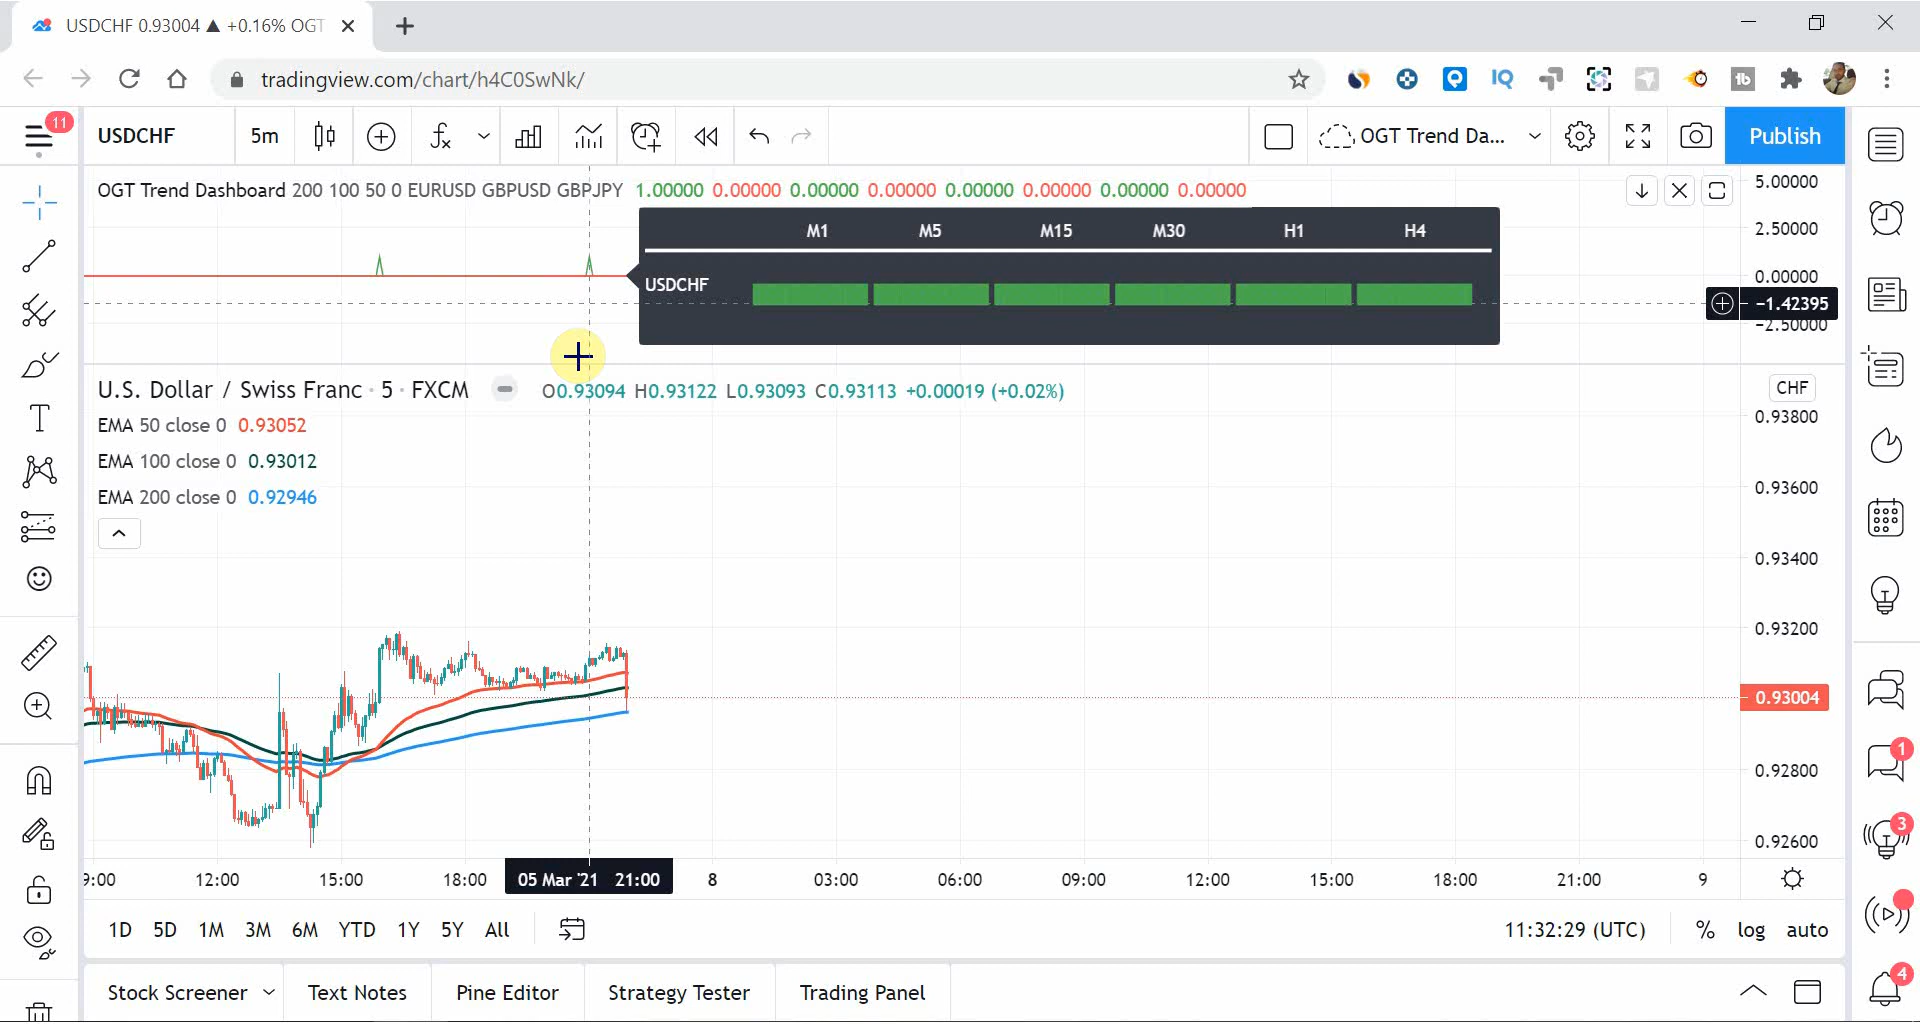 USDCHF 0.93004 ▲ +0.16% OGT
tradingview.com/chart/h4C0SwNk/
IQ
tb
11
USDCHF
5m
OGT Trend Da...
Publish
OGT Trend Dashboard 200 100 50 0 EURUSD GBPUSD GBPJPY 1.00000 0.00000 0.00000 0.00000 0.00000 0.00000 0.00000 0.00000
5.00000
2.50000
0.00000
−1.42395
−2.50000
M1 M5 M15 M30 H1 H4
USDCHF
U.S. Dollar / Swiss Franc · 5 · FXCM
O0.93094 H0.93122 L0.93093 C0.93113 +0.00019 (+0.02%)
EMA 50 close 0 0.93052
EMA 100 close 0 0.93012
EMA 200 close 0 0.92946
CHF
0.93800
0.93600
0.93400
0.93200
0.93004
0.92800
0.92600
9:00 12:00 15:00 18:00 05 Mar '21 21:00 8 03:00 06:00 09:00 12:00 15:00 18:00 21:00 9
1D 5D 1M 3M 6M YTD 1Y 5Y All
11:32:29 (UTC) % log auto
Stock Screener Text Notes Pine Editor Strategy Tester Trading Panel
1
3
4